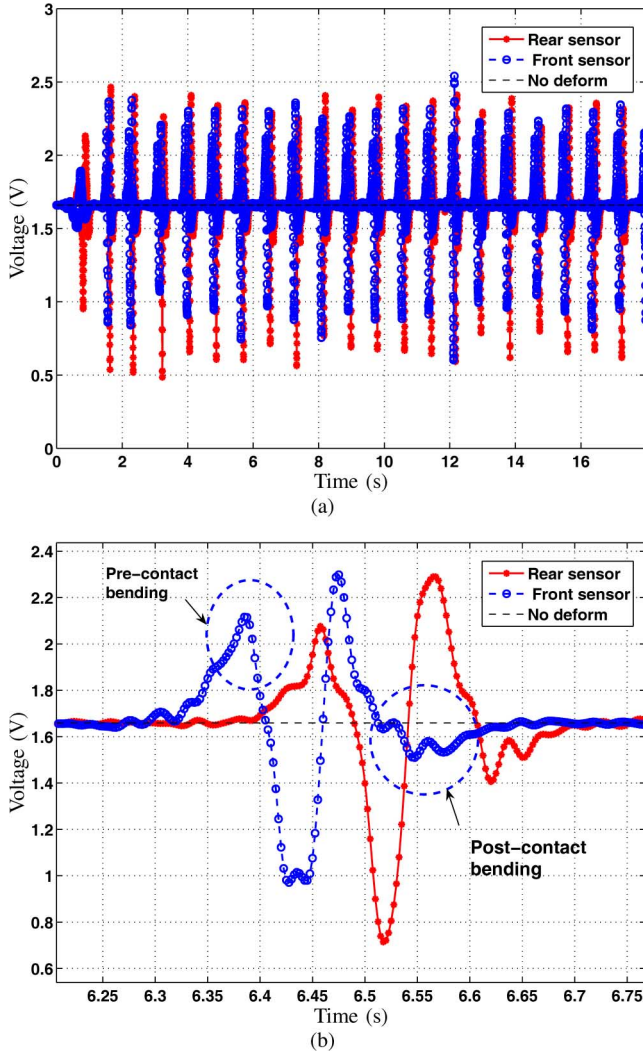 3
2.5
2
1.5
1
0.5
0
Voltage (V)
Rear sensor
Front sensor
No deform
0 2 4 6 8 10 12 14 16
Time (s)
(a)
2.4
2.2
2
1.8
1.6
1.4
1.2
1
0.8
0.6
Voltage (V)
Pre-contact
bending
Rear sensor
Front sensor
No deform
Post-contact
bending
6.25 6.3 6.35 6.4 6.45 6.5 6.55 6.6 6.65 6.7 6.75
Time (s)
(b)